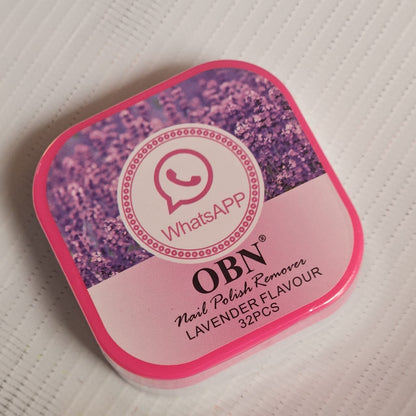 WhatsAPP
OBN®
Nail Polish Remover
LAVENDER FLAVOUR
32PCS